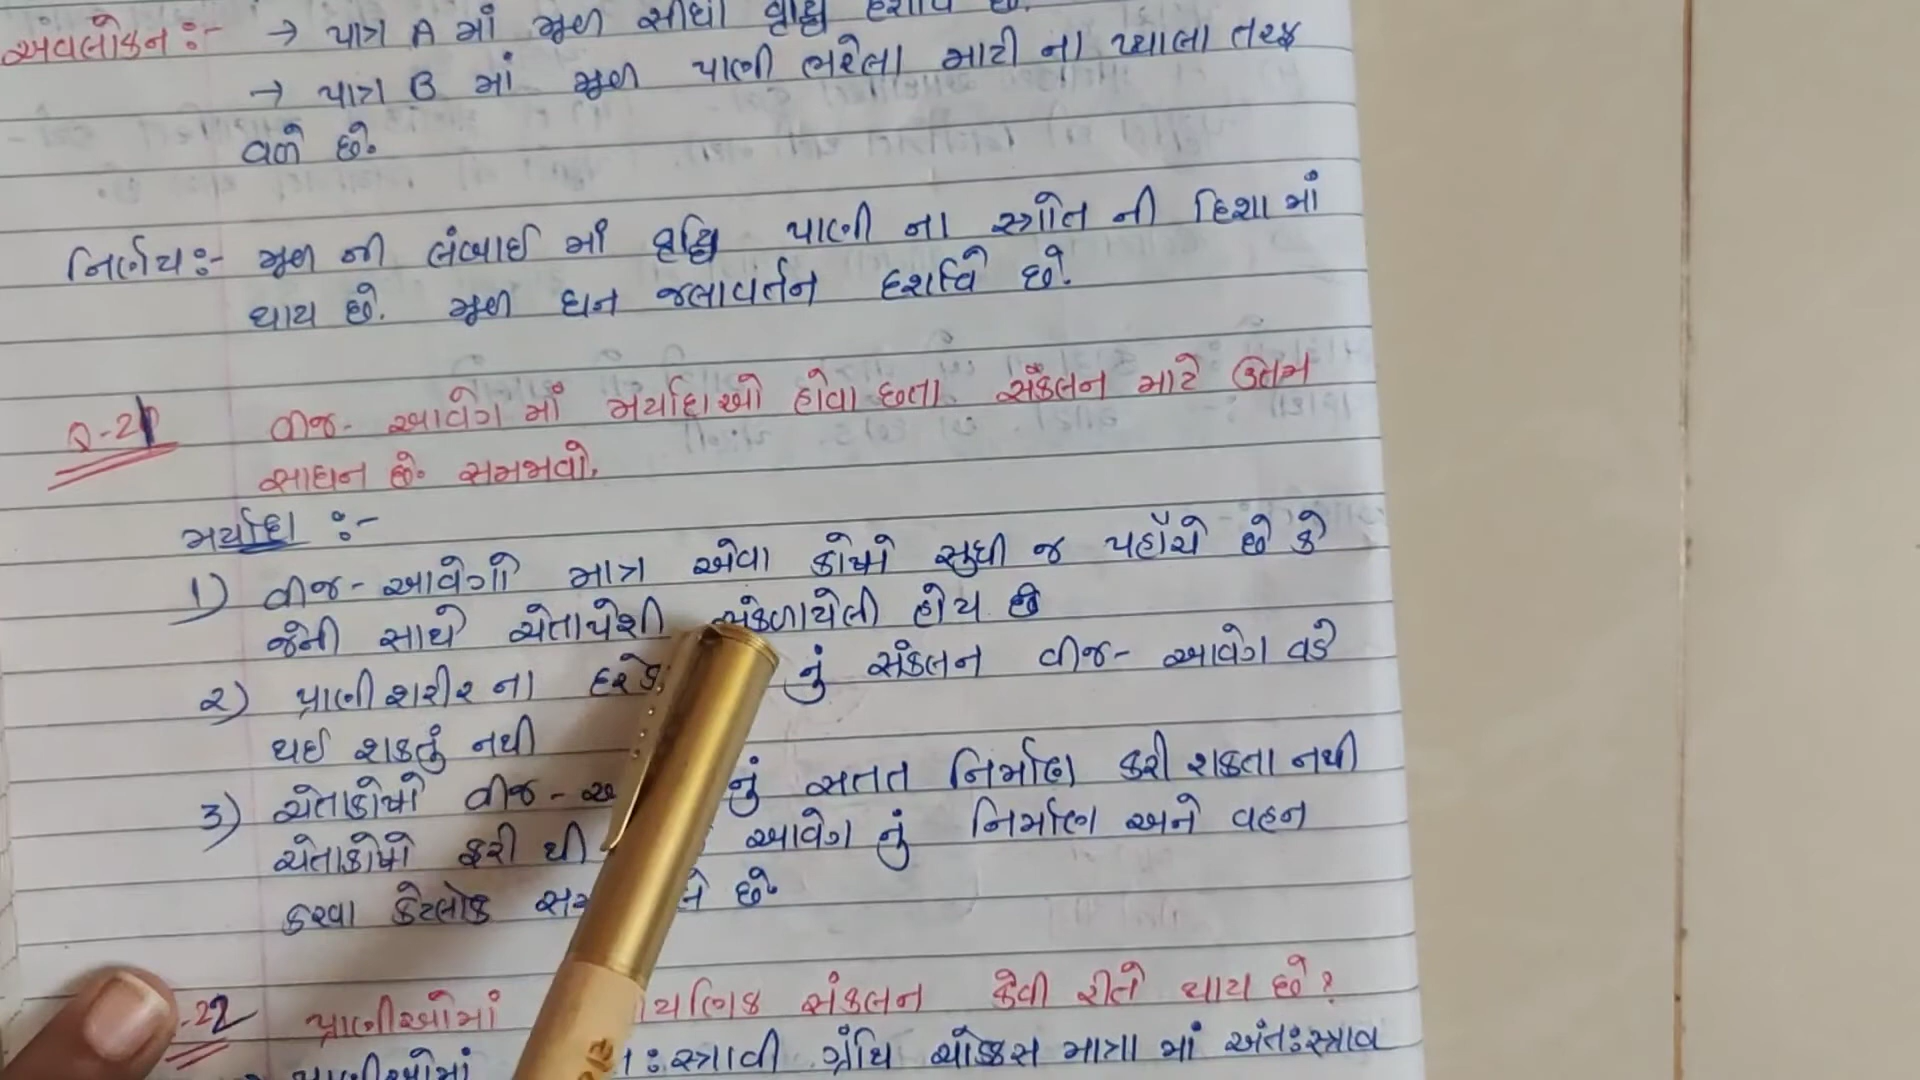 અવલોકન :- → પાત્ર A માં મૂળ સીધી વૃદ્ધિ દર્શાવે છે.
→ પાત્ર B માં મૂળ પાણી ભરેલા માટી ના પ્યાલા તરફ
વળે છે.
નિર્ણય :- મૂળ ની લંબાઈ માં વૃદ્ધિ પાણી ના સ્ત્રોત ની દિશા માં
થાય છે. મૂળ ધન જલાવર્તન દર્શાવે છે.
Q-21 વીજ- આવેગ માં મર્યાદાઓ હોવા છતા. સંકલન માટે ઉતમ
સાધન છે. સમજાવો.
મર્યાદા :-
1) વીજ-આવેગો માત્ર એવા કોષો સુધી જ પહોંચે છે કે
જેની સાથે ચેતાપેશી સંકળાયેલી હોય છે
2) પ્રાણીશરીર ના નું સંકલન વીજ- આવેગ વડે
થઈ શકતું નથી
3) ચેતાકોષો વીજ- નું સતત નિર્માણ કરી શકતા નથી
ચેતાકોષો ફરી થી આવેગ નું નિર્માણ અને વહન
કરવા કેટલોક છે
.22 પ્રાણીઓમાં સંકલન કેવી રીતે થાય છે?
પ્રાણીઓમાં ગ્રંથિ ચોક્કસ માત્રા માં અંતઃસ્ત્રાવ